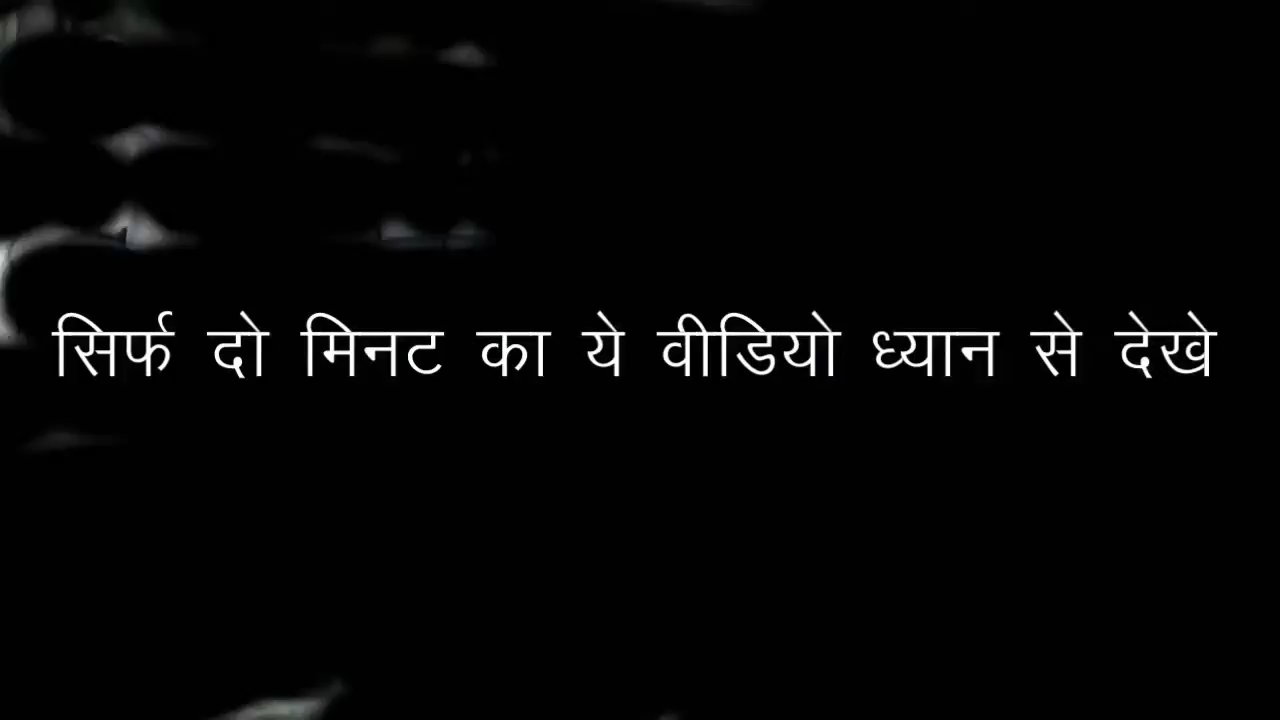 सिर्फ दो मिनट का ये वीडियो ध्यान से देखे